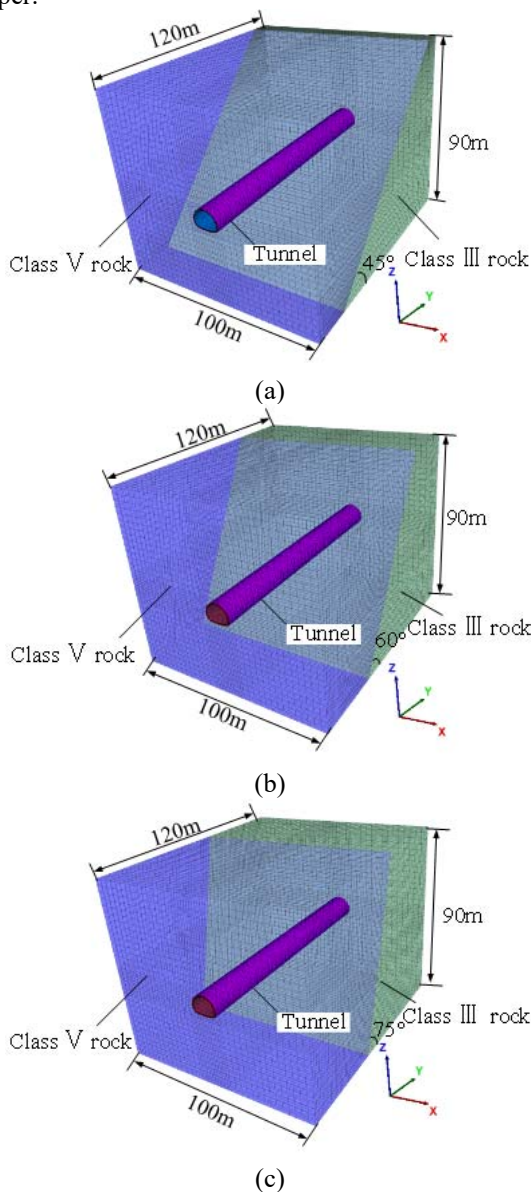 per.
120m
90m
Class V rock
Tunnel
45° Class III rock
100m
Z
Y
X
(a)
120m
90m
Class V rock
Tunnel
Class III rock
60°
100m
Z
Y
X
(b)
120m
90m
Class V rock
Tunnel
Class III rock
75°
100m
Z
Y
X
(c)